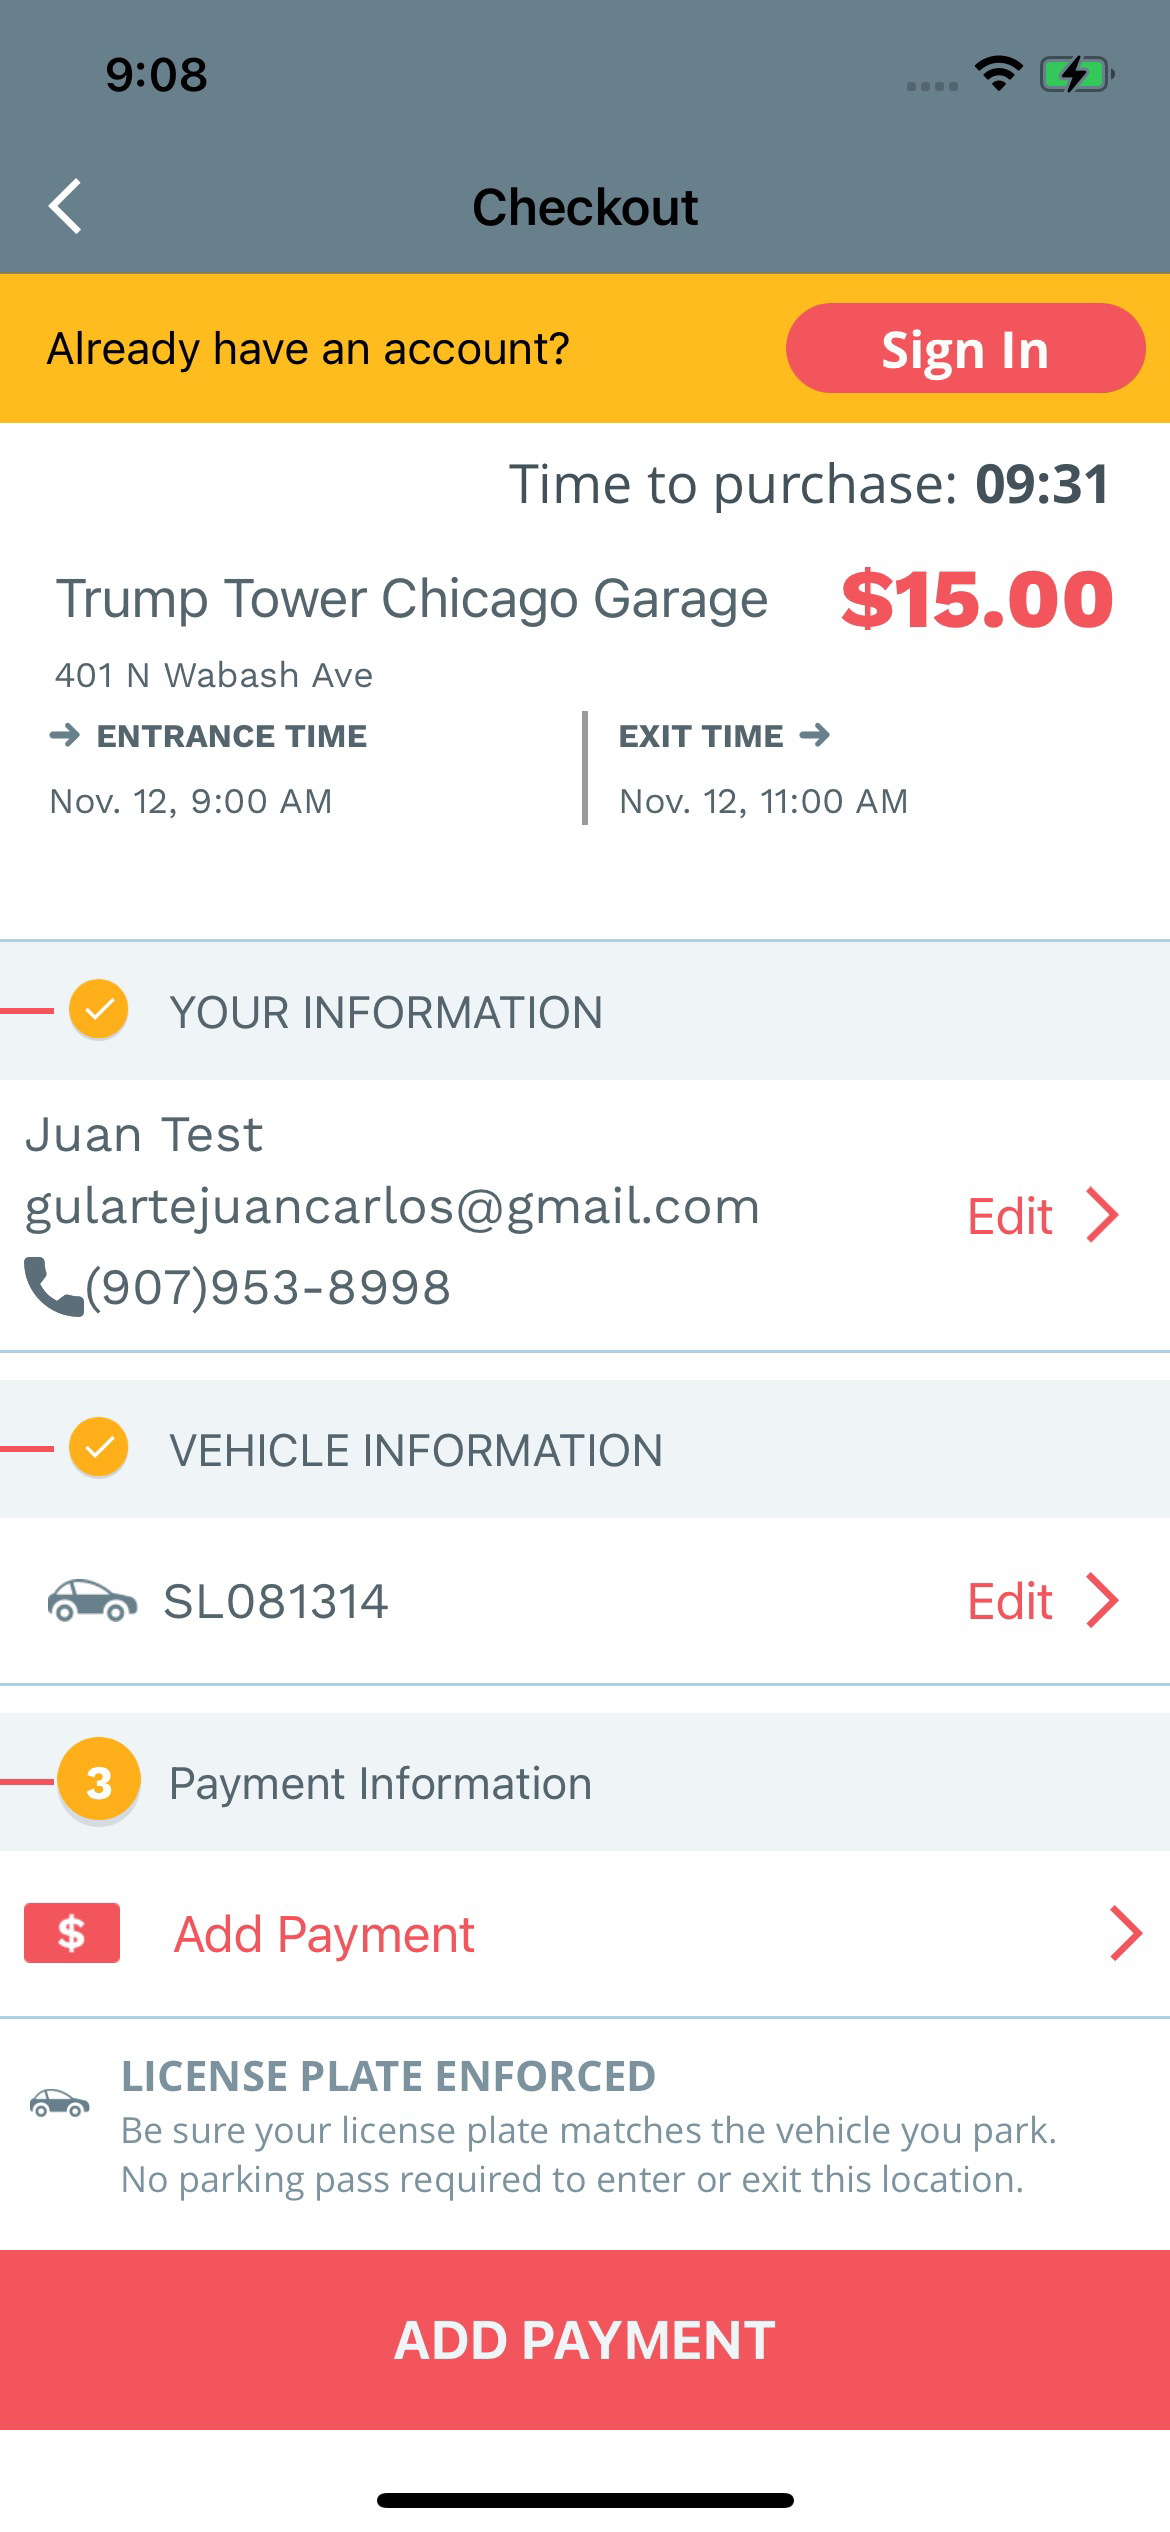 9:08
Checkout
Already have an account?
Sign In
Time to purchase: 09:31
Trump Tower Chicago Garage
$15.00
401 N Wabash Ave
ENTRANCE TIME
EXIT TIME
Nov. 12, 9:00 AM
Nov. 12, 11:00 AM
YOUR INFORMATION
Juan Test
gulartejuancarlos@gmail.com
Edit
(907)953-8998
VEHICLE INFORMATION
SL081314
Edit
3
Payment Information
$
Add Payment
LICENSE PLATE ENFORCED
Be sure your license plate matches the vehicle you park.
No parking pass required to enter or exit this location.
ADD PAYMENT